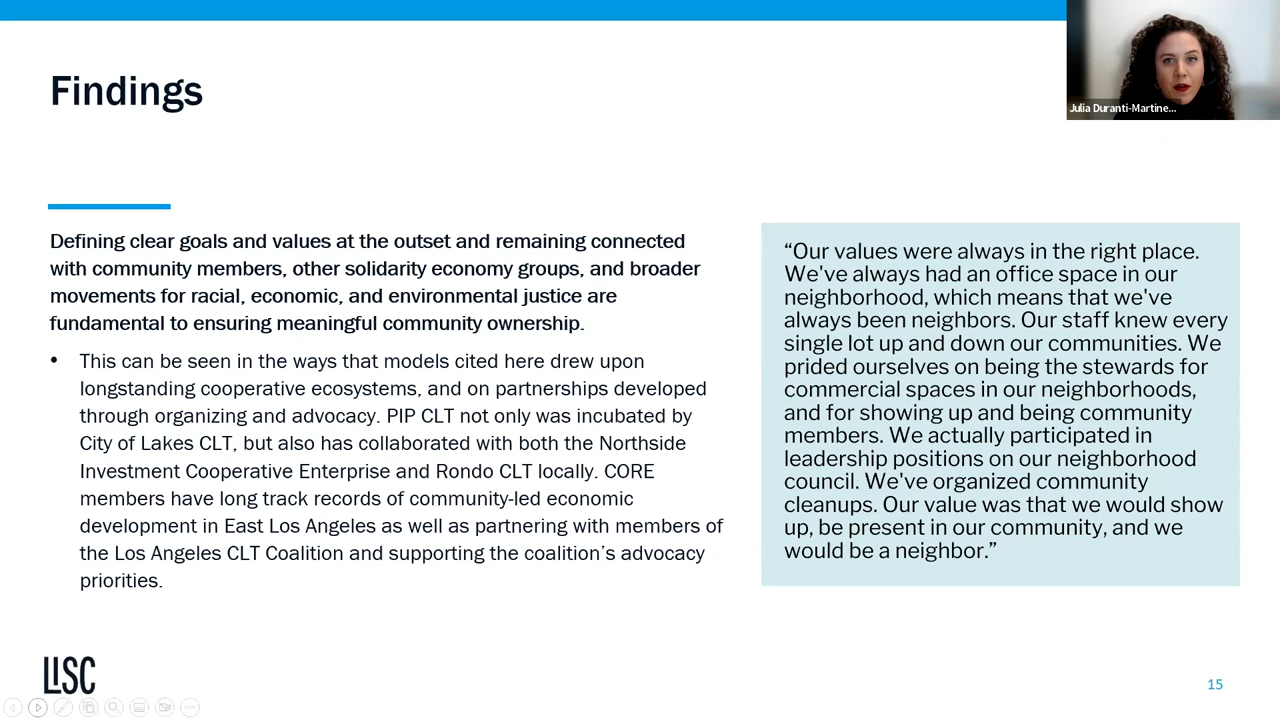 Findings
Julia Duranti-Martine...
Defining clear goals and values at the outset and remaining connected
with community members, other solidarity economy groups, and broader
movements for racial, economic, and environmental justice are
fundamental to ensuring meaningful community ownership.
• This can be seen in the ways that models cited here drew upon
longstanding cooperative ecosystems, and on partnerships developed
through organizing and advocacy. PIP CLT not only was incubated by
City of Lakes CLT, but also has collaborated with both the Northside
Investment Cooperative Enterprise and Rondo CLT locally. CORE
members have long track records of community-led economic
development in East Los Angeles as well as partnering with members of
the Los Angeles CLT Coalition and supporting the coalition’s advocacy
priorities.
“Our values were always in the right place.
We've always had an office space in our
neighborhood, which means that we've
always been neighbors. Our staff knew every
single lot up and down our communities. We
prided ourselves on being the stewards for
commercial spaces in our neighborhoods,
and for showing up and being community
members. We actually participated in
leadership positions on our neighborhood
council. We've organized community
cleanups. Our value was that we would show
up, be present in our community, and we
would be a neighbor.”
LISC
15